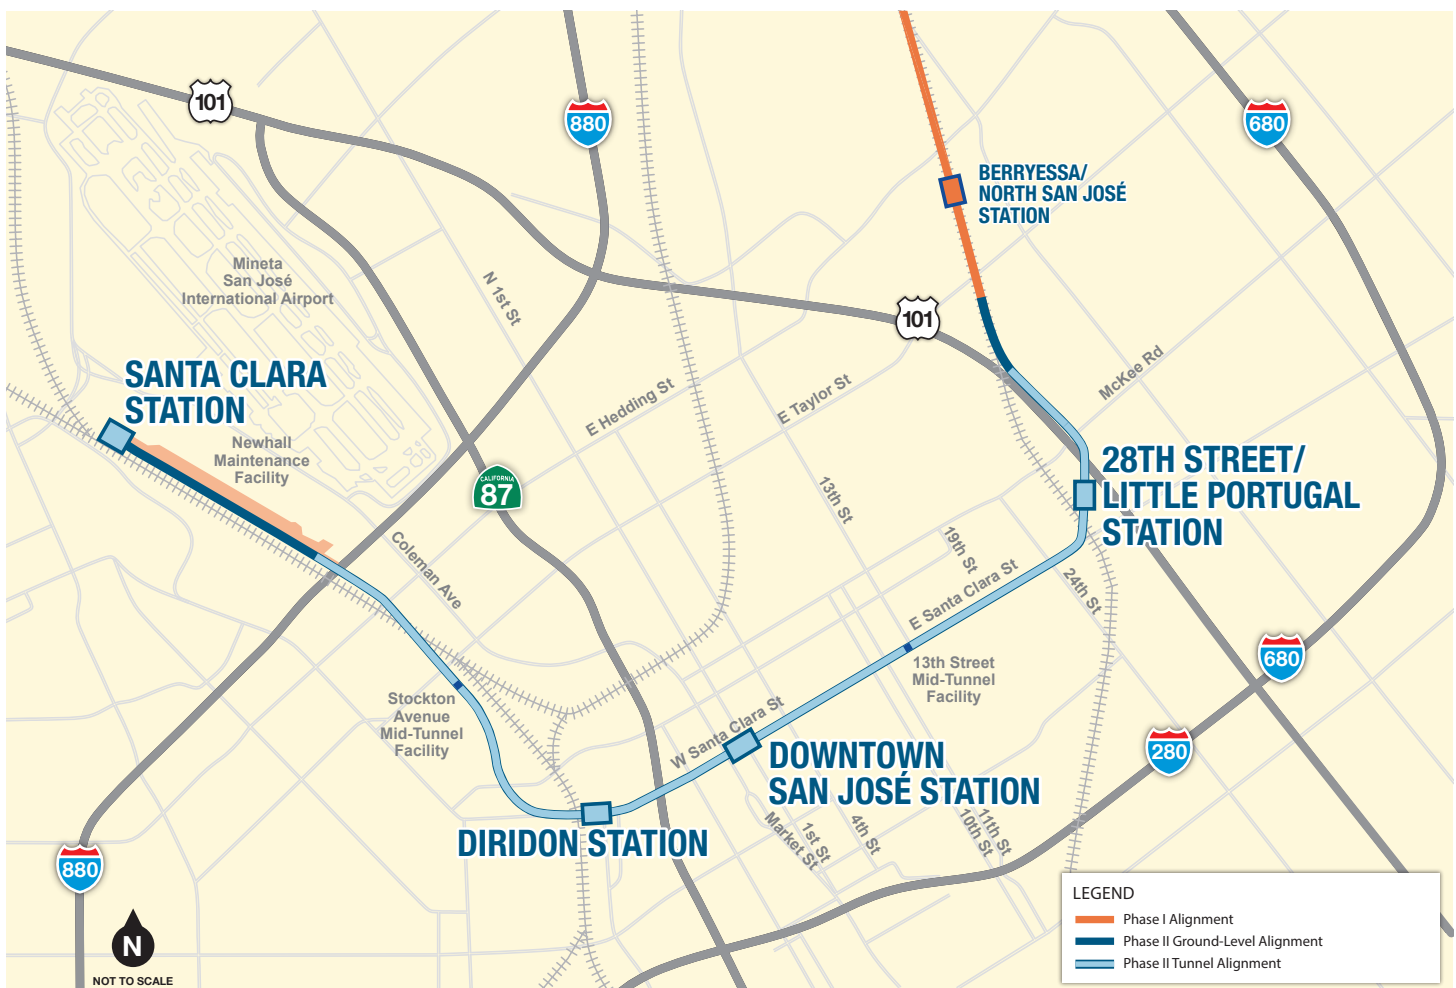 101
880
680
BERRYESSA/
NORTH SAN JOSÉ
STATION
Mineta
San José
International Airport
N 1st St
101
SANTA CLARA
STATION
E Hedding St
E Taylor St
McKee Rd
Newhall
Maintenance
Facility
CALIFORNIA
87
28TH STREET/
LITTLE PORTUGAL
STATION
13th St
19th St
Coleman Ave
E Santa Clara St
24th St
680
13th Street
Mid-Tunnel
Facility
Stockton
Avenue
Mid-Tunnel
Facility
W Santa Clara St
280
DOWNTOWN
SAN JOSÉ STATION
DIRIDON STATION
Market St
1st St
4th St
10th St
11th St
880
N
NOT TO SCALE
LEGEND
Phase I Alignment
Phase II Ground-Level Alignment
Phase II Tunnel Alignment